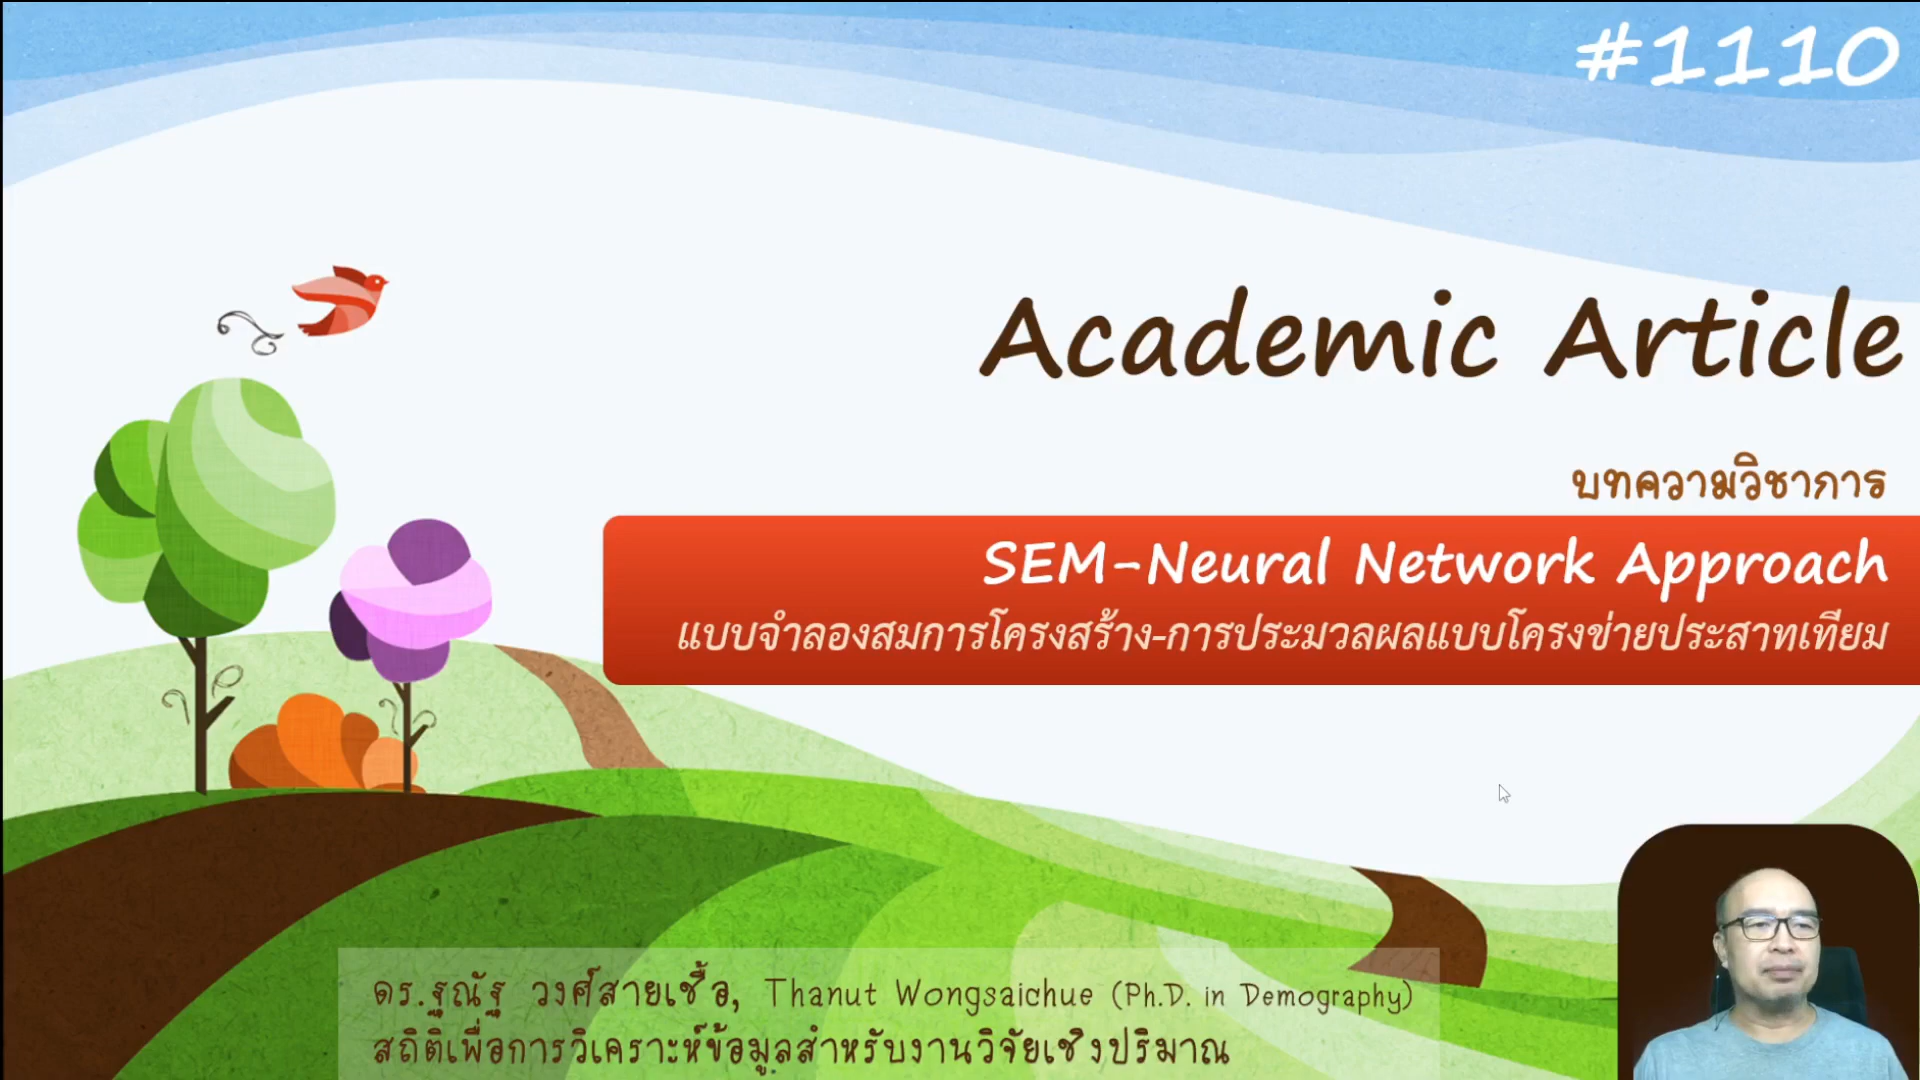 #1110
Academic Article
บทความวิชาการ
SEM-Neural Network Approach
แบบจำลองสมการโครงสร้าง-การประมวลผลแบบโครงข่ายประสาทเทียม
ดร.ฐณัฐ วงศ์สายเชื้อ, Thanut Wongsaichue (Ph.D. in Demography)
สถิติเพื่อการวิเคราะห์ข้อมูลสำหรับงานวิจัยเชิงปริมาณ